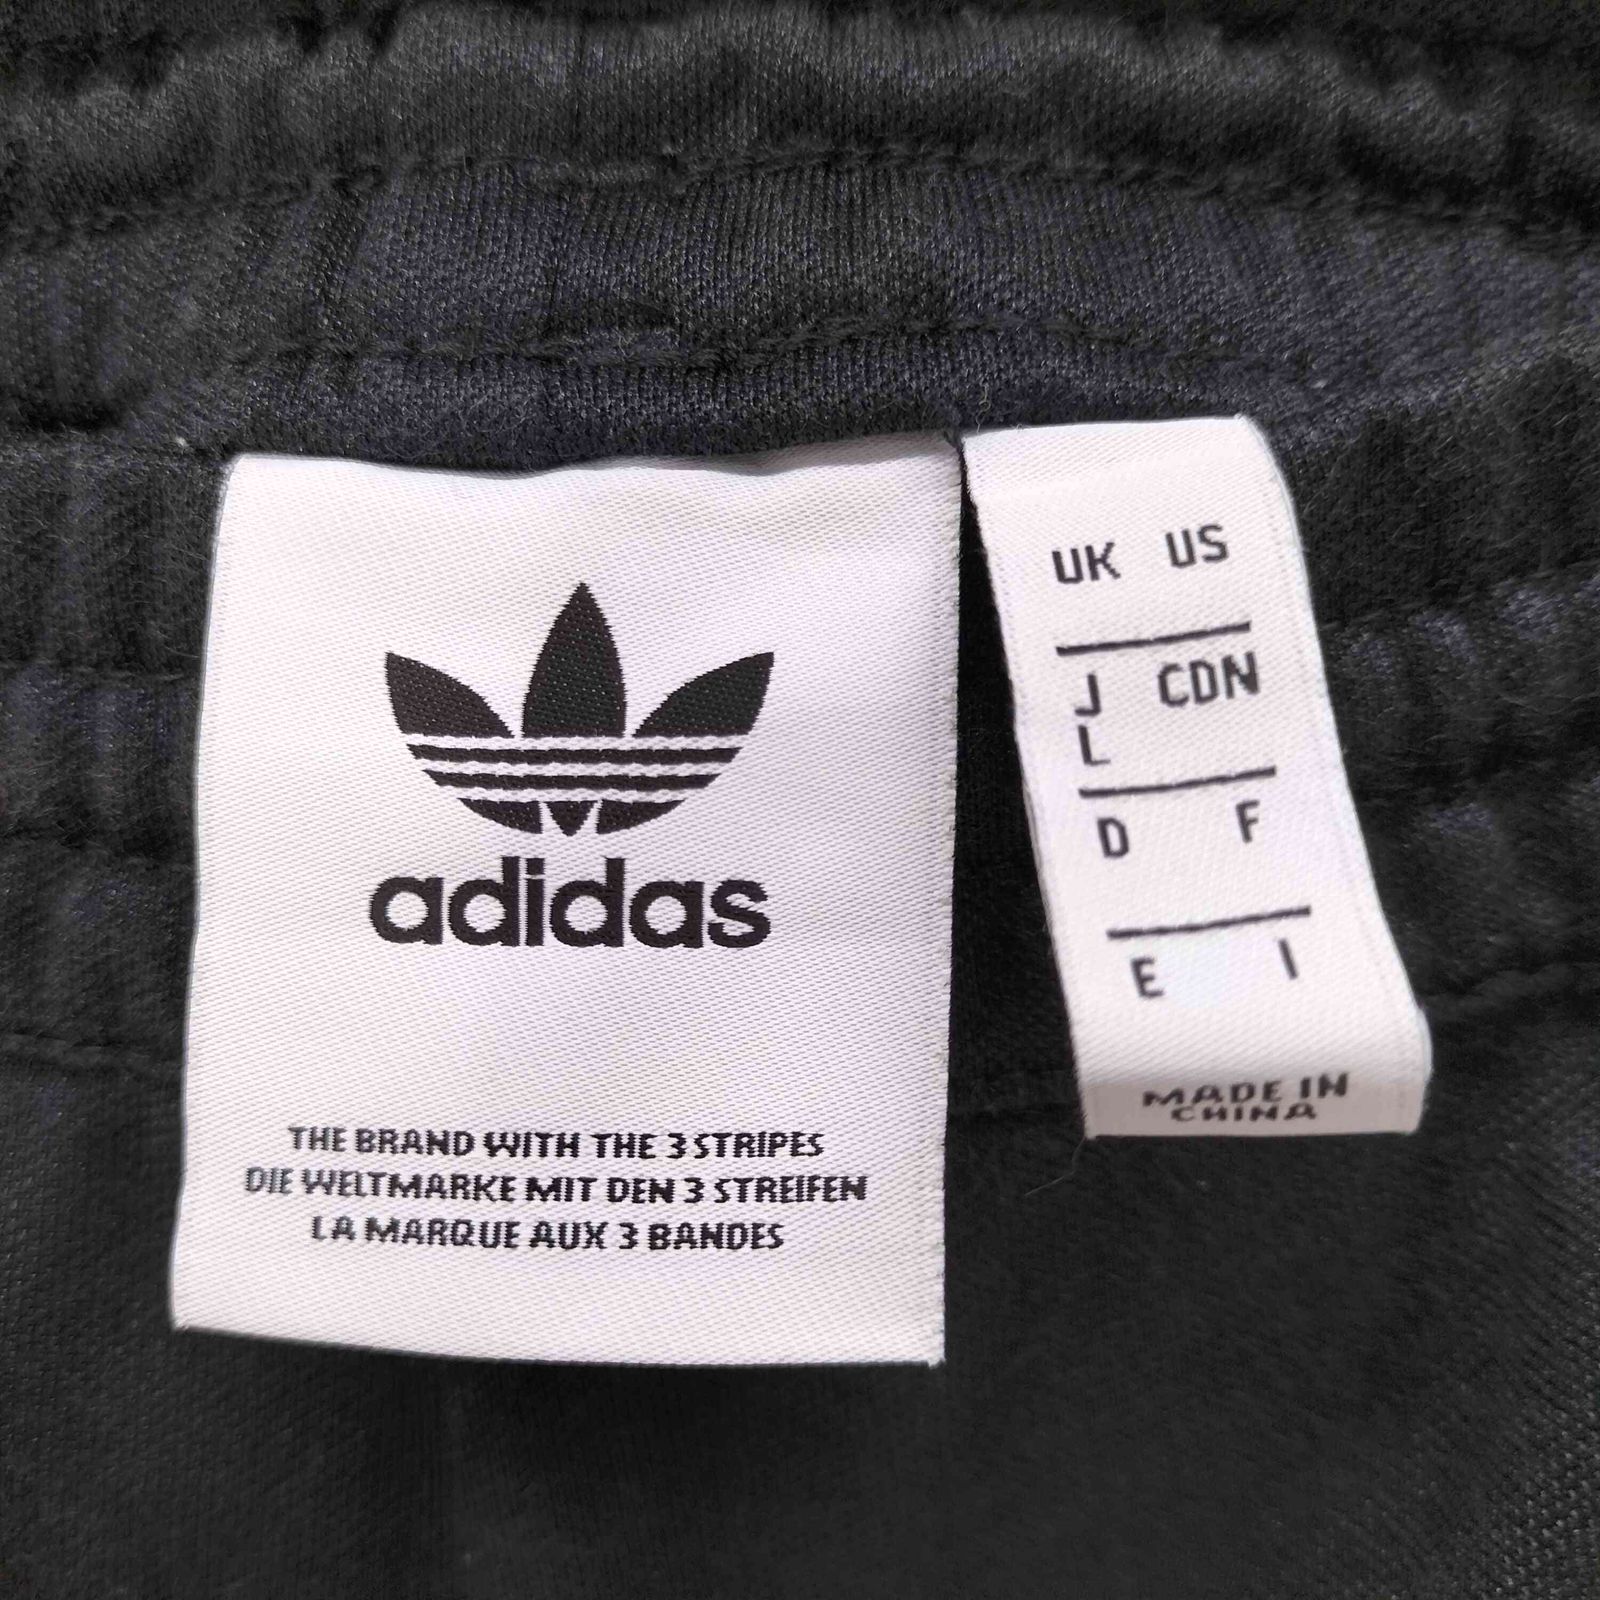 adidas
THE BRAND WITH THE 3 STRIPES
DIE WELTMARKE MIT DEN 3 STREIFEN
LA MARQUE AUX 3 BANDES
UK US
J CDN
L
D F
E I
MADE IN
CHINA